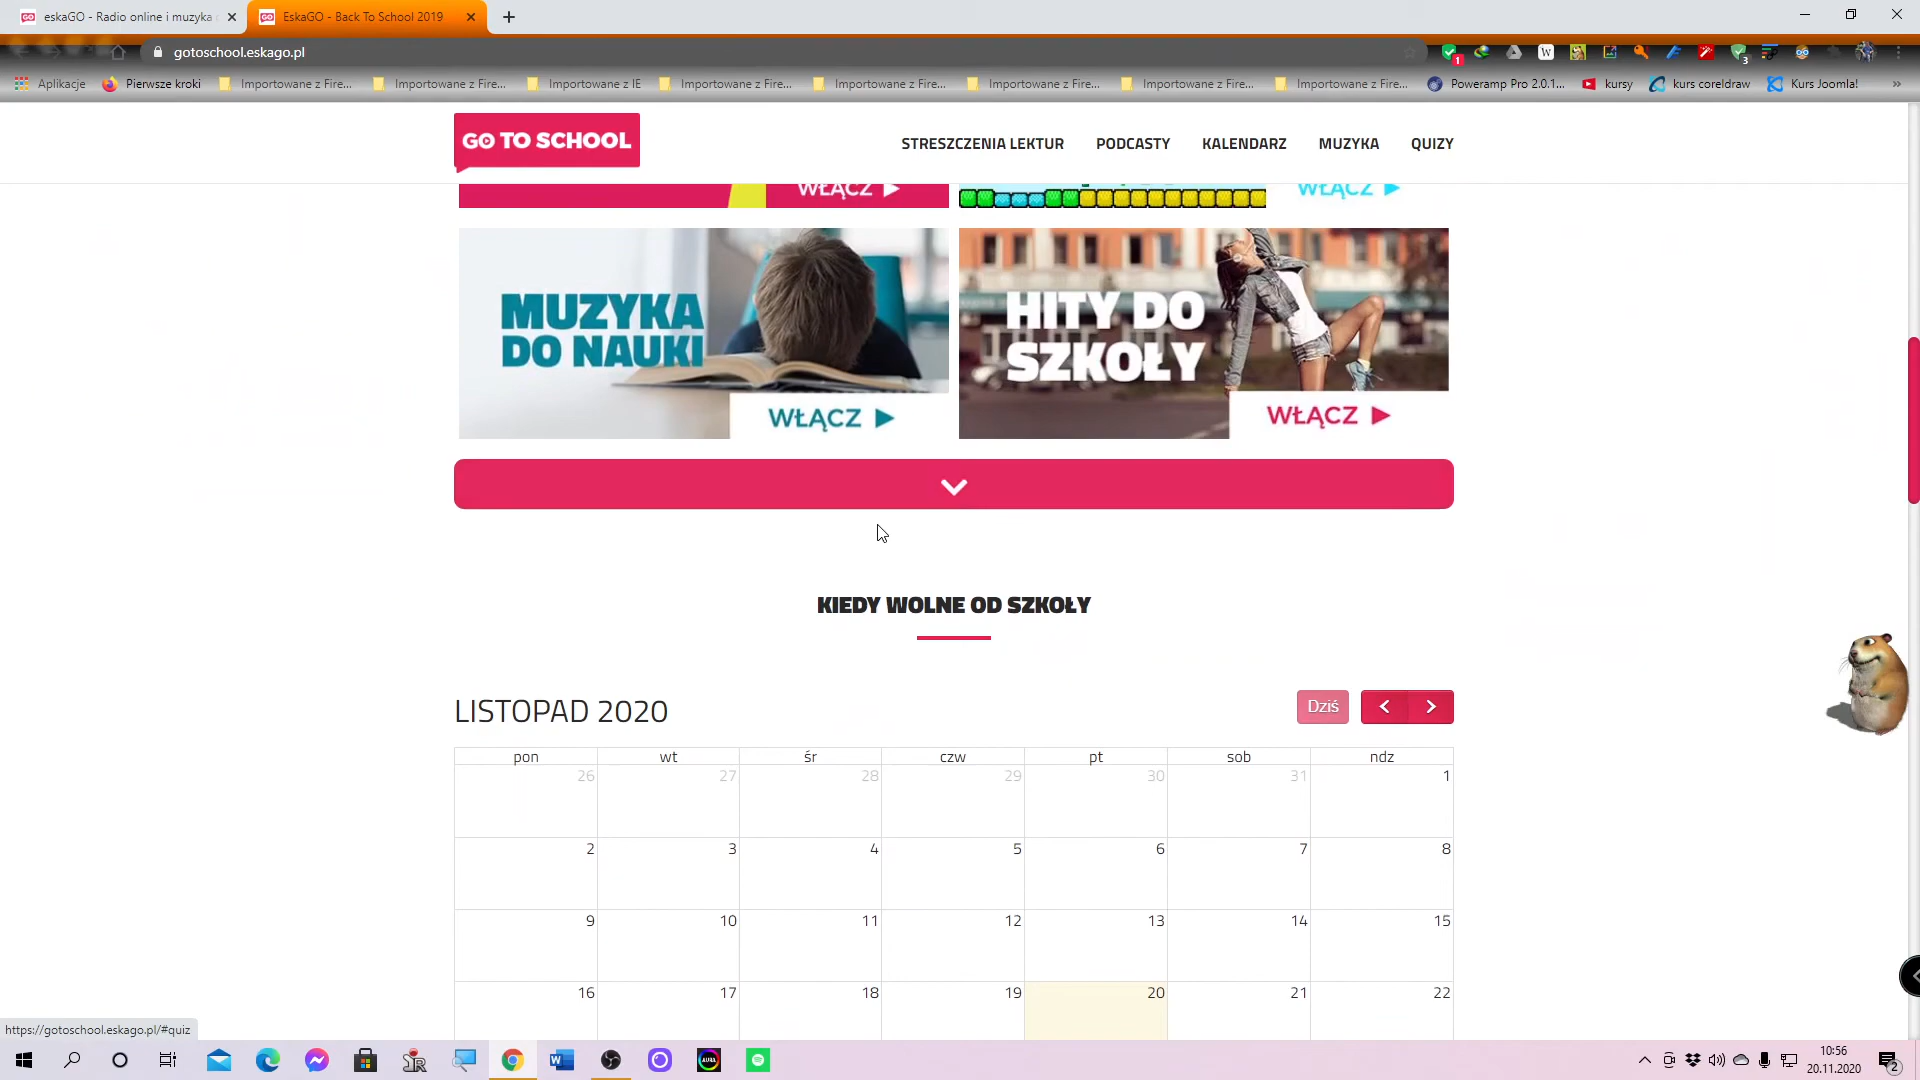 eskaGO - Radio online i muzyka
EskaGO - Back To School 2019
gotoschool.eskago.pl
Aplikacje
Pierwsze kroki
Importowane z Fire...
Importowane z Fire...
Importowane z IE
Importowane z Fire...
Importowane z Fire...
Importowane z Fire...
Importowane z Fire...
Importowane z Fire...
Poweramp Pro 2.0.1...
kursy
kurs coreldraw
Kurs Joomla!
»
GO TO SCHOOL
STRESZCZENIA LEKTUR
PODCASTY
KALENDARZ
MUZYKA
QUIZY
WŁĄCZ
WŁĄCZ
MUZYKA
DO NAUKI
WŁĄCZ
HITY DO
SZKOŁY
WŁĄCZ
KIEDY WOLNE OD SZKOŁY
LISTOPAD 2020
Dziś
pon wt śr czw pt sob ndz
26 27 28 29 30 31 1
2 3 4 5 6 7 8
9 10 11 12 13 14 15
16 17 18 19 20 21 22
https://gotoschool.eskago.pl/#quiz
10:56
20.11.2020
2